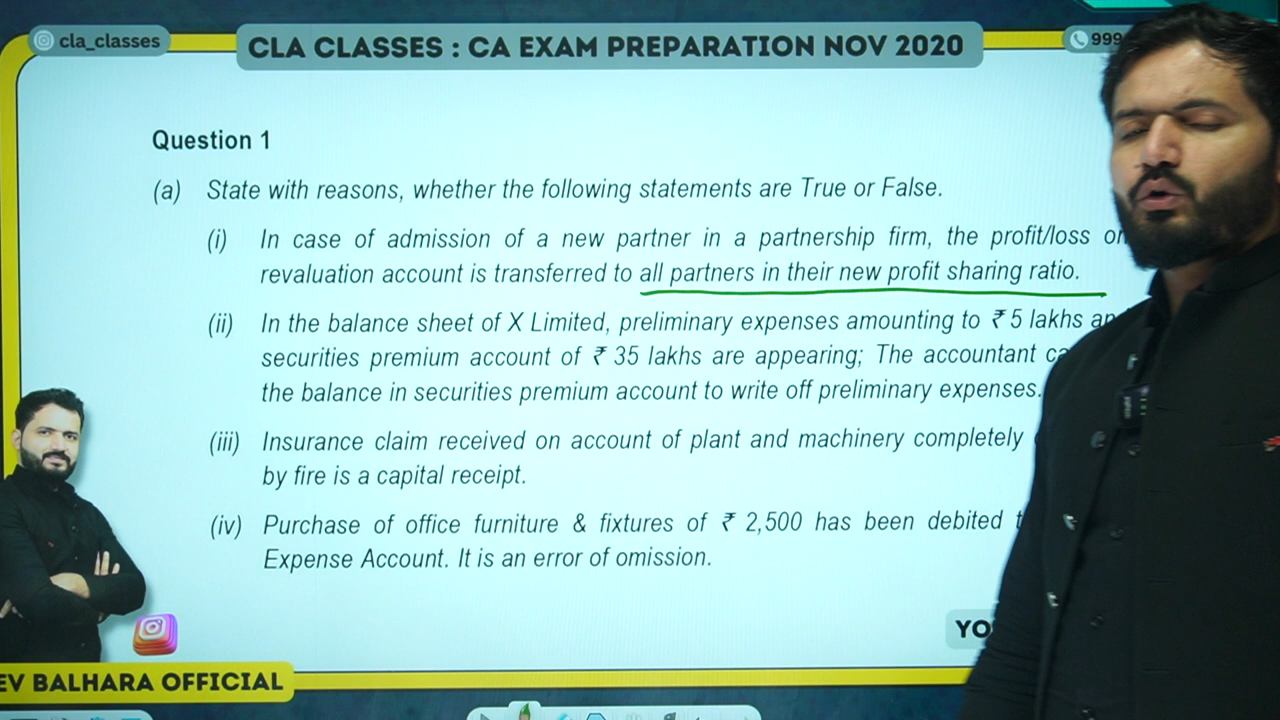 cla_classes
CLA CLASSES : CA EXAM PREPARATION NOV 2020
999
Question 1
(a) State with reasons, whether the following statements are True or False.
(i) In case of admission of a new partner in a partnership firm, the profit/loss on
revaluation account is transferred to all partners in their new profit sharing ratio.
(ii) In the balance sheet of X Limited, preliminary expenses amounting to ₹ 5 lakhs
securities premium account of ₹ 35 lakhs are appearing; The accountant
the balance in securities premium account to write off preliminary expenses.
(iii) Insurance claim received on account of plant and machinery completely
by fire is a capital receipt.
(iv) Purchase of office furniture & fixtures of ₹ 2,500 has been debited
Expense Account. It is an error of omission.
YO
EV BALHARA OFFICIAL